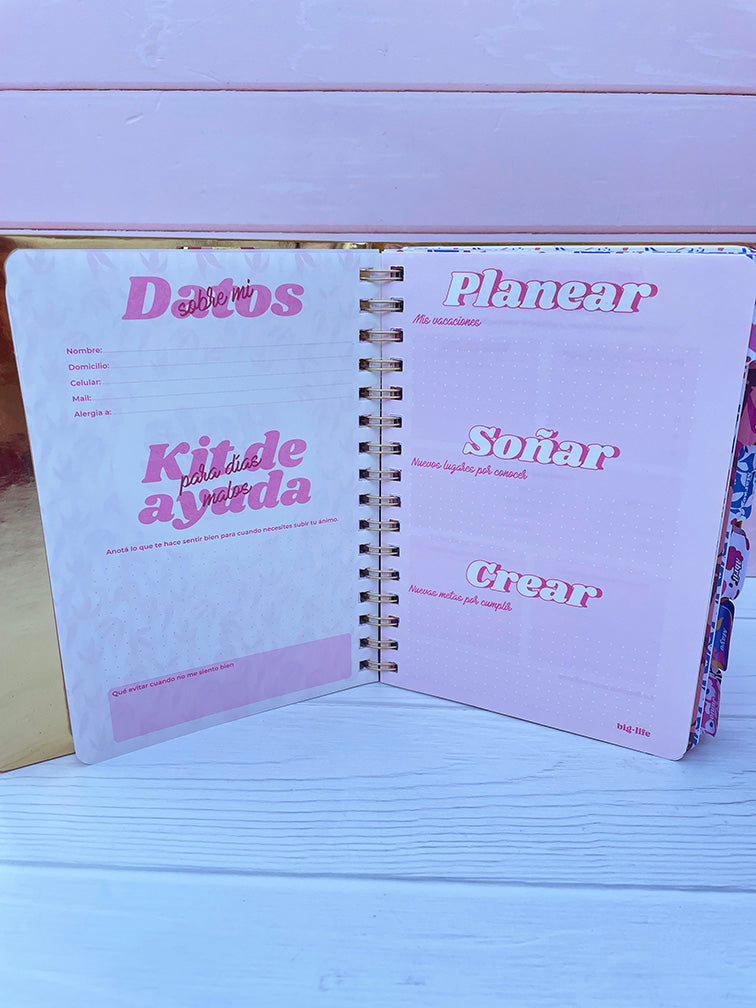 Datos
sobre mi
Nombre:
Domicilio:
Celular:
Mail:
Alergia a:
Kit de
para días
ayuda
malos
Anotá lo que te hace sentir bien para cuando necesites subir tu ánimo.
Qué evitar cuando no me siento bien
Planear
Mis vacaciones
Soñar
Nuevos lugares por conocer
Crear
Nuevas metas por cumplir
big·life
abril
mayo